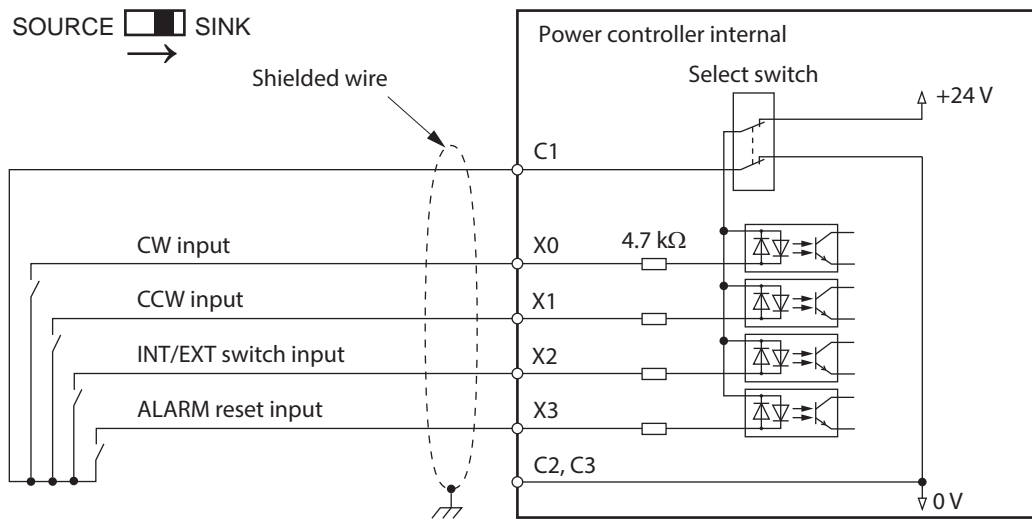 SOURCE SINK
Power controller internal
Shielded wire
Select switch
+24 V
C1
CW input
X0
4.7 kΩ
CCW input
X1
INT/EXT switch input
X2
ALARM reset input
X3
C2, C3
0 V